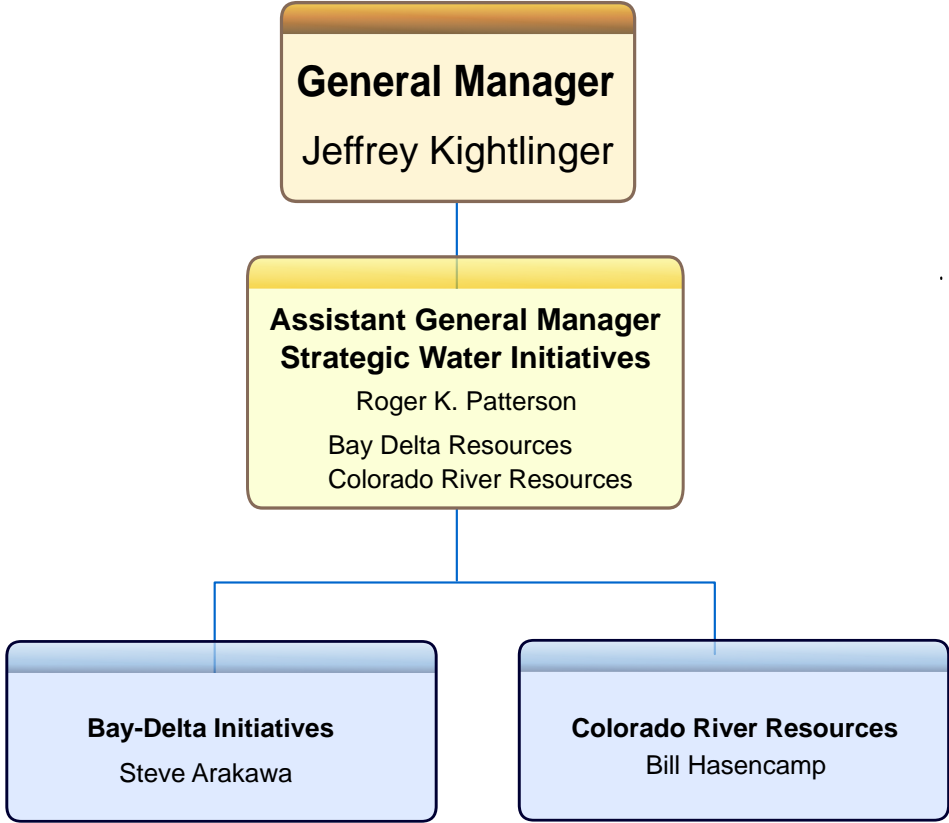 General Manager
Jeffrey Kightlinger
Assistant General Manager
Strategic Water Initiatives
Roger K. Patterson
Bay Delta Resources
Colorado River Resources
Bay-Delta Initiatives
Steve Arakawa
Colorado River Resources
Bill Hasencamp